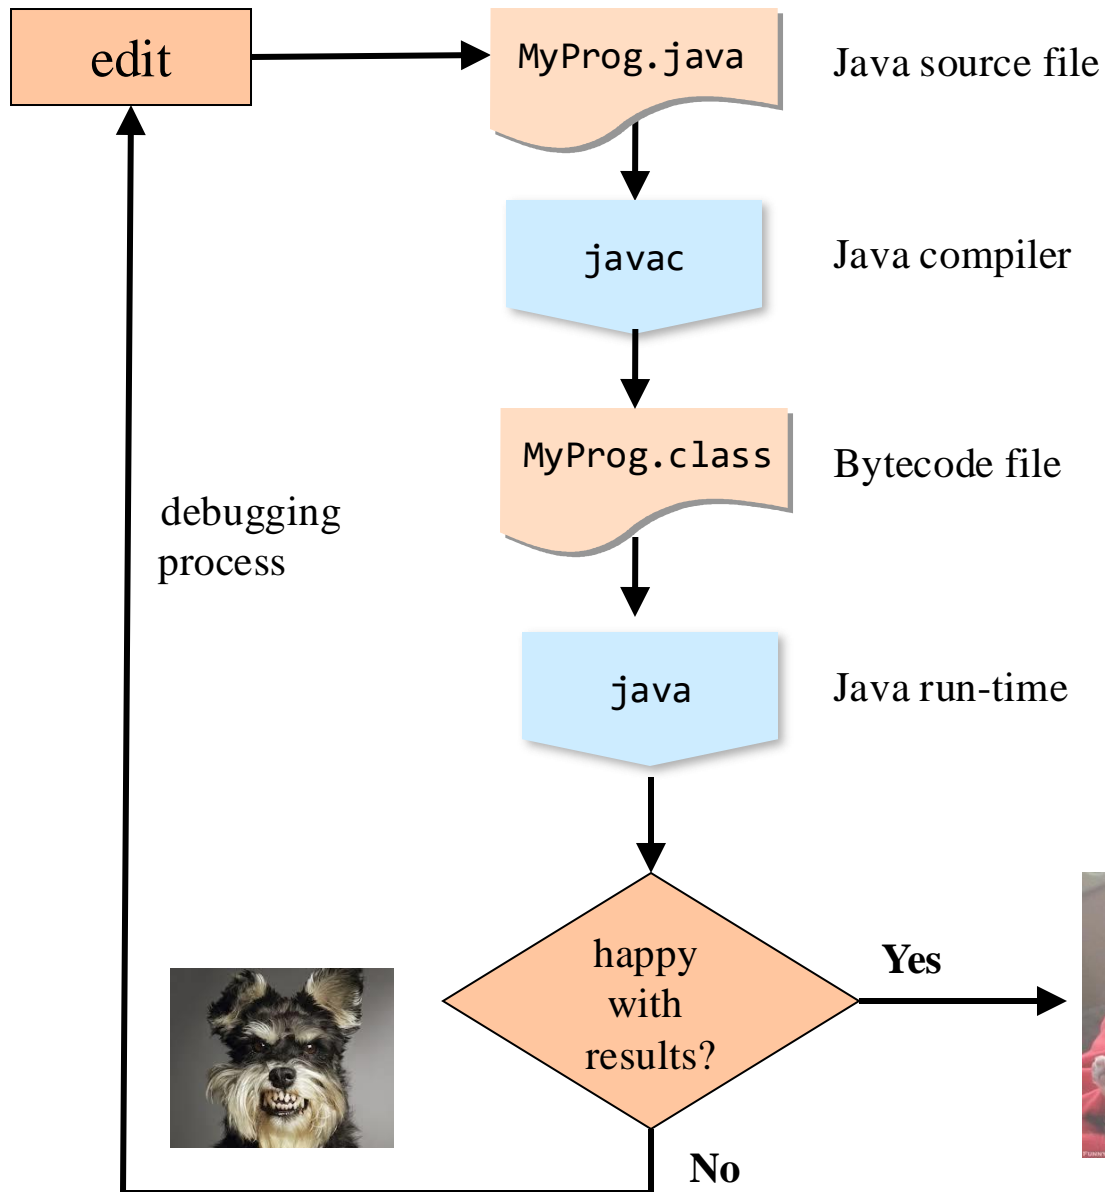 edit
MyProg.java
Java source file
javac
Java compiler
MyProg.class
Bytecode file
debugging
process
java
Java run-time
happy
with
results?
Yes
No